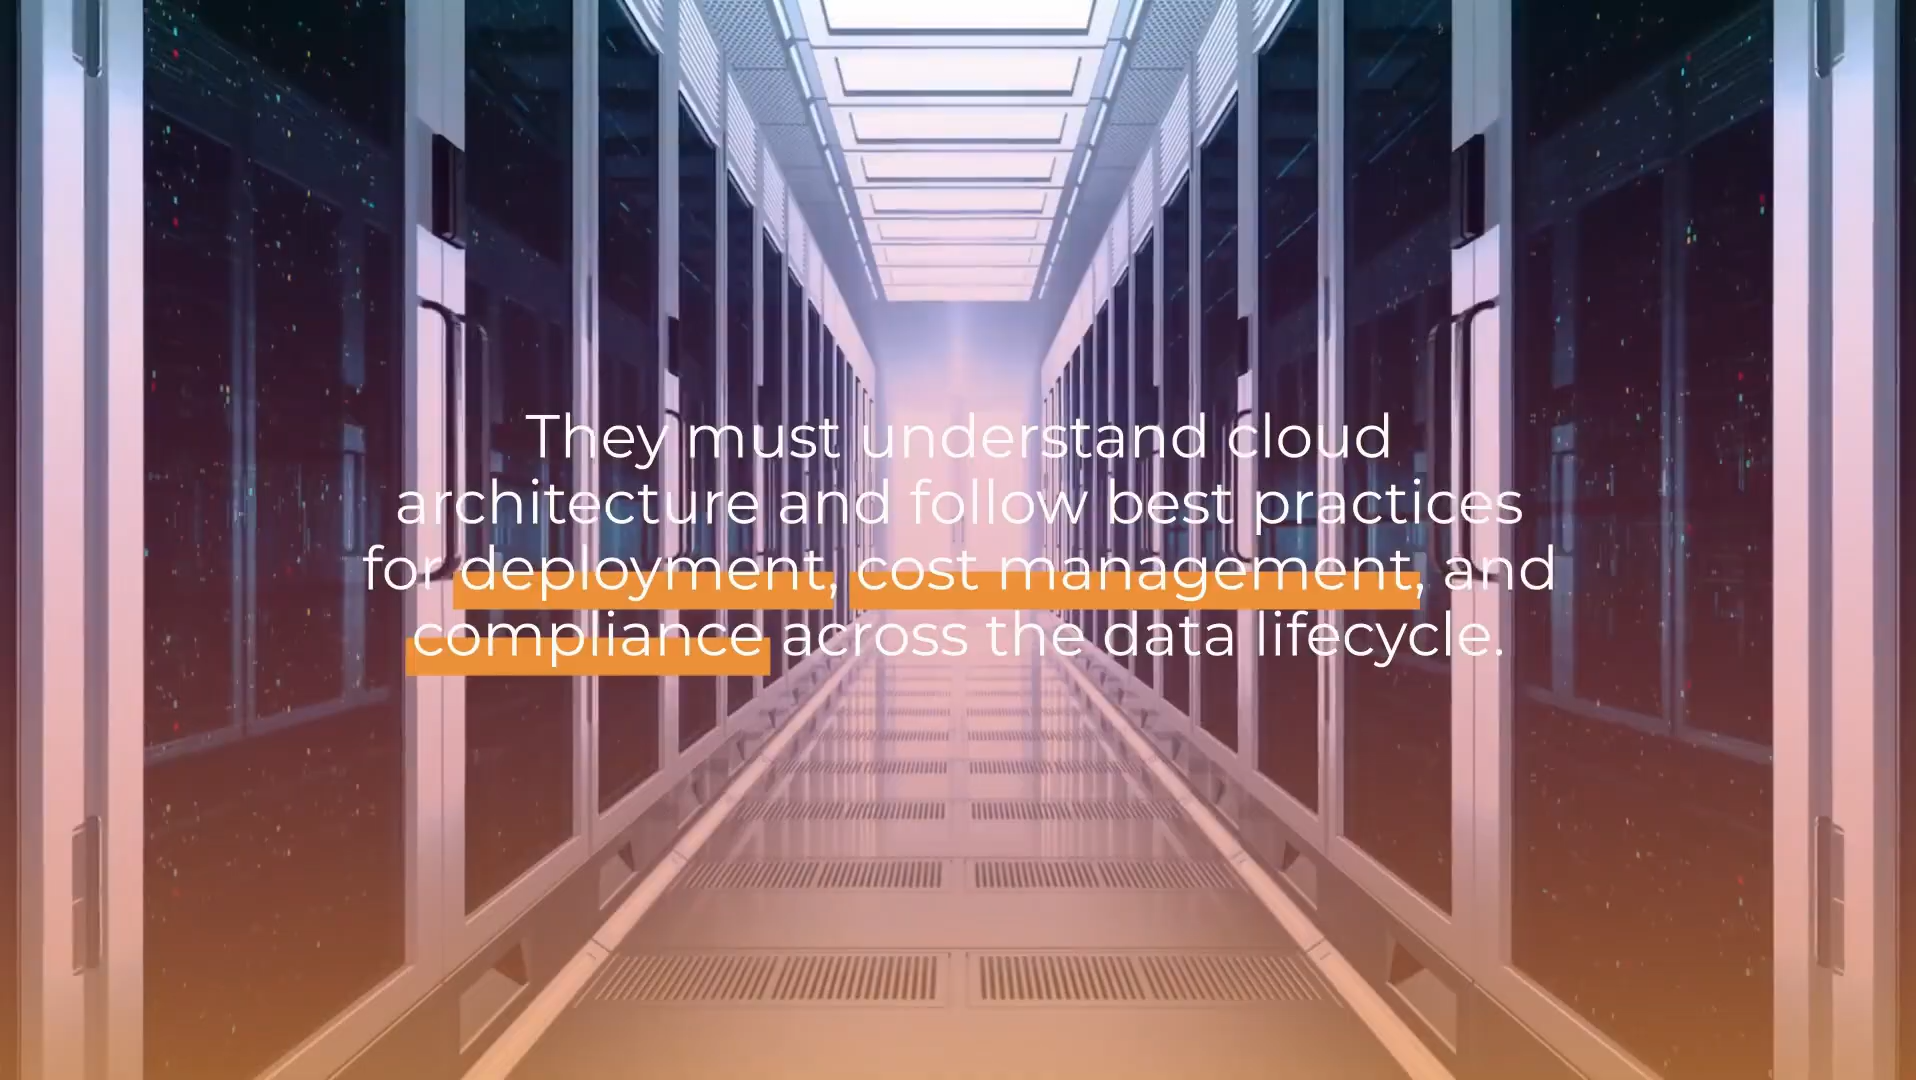 They must understand cloud
architecture and follow best practices
for deployment, cost management, and
compliance across the data lifecycle.